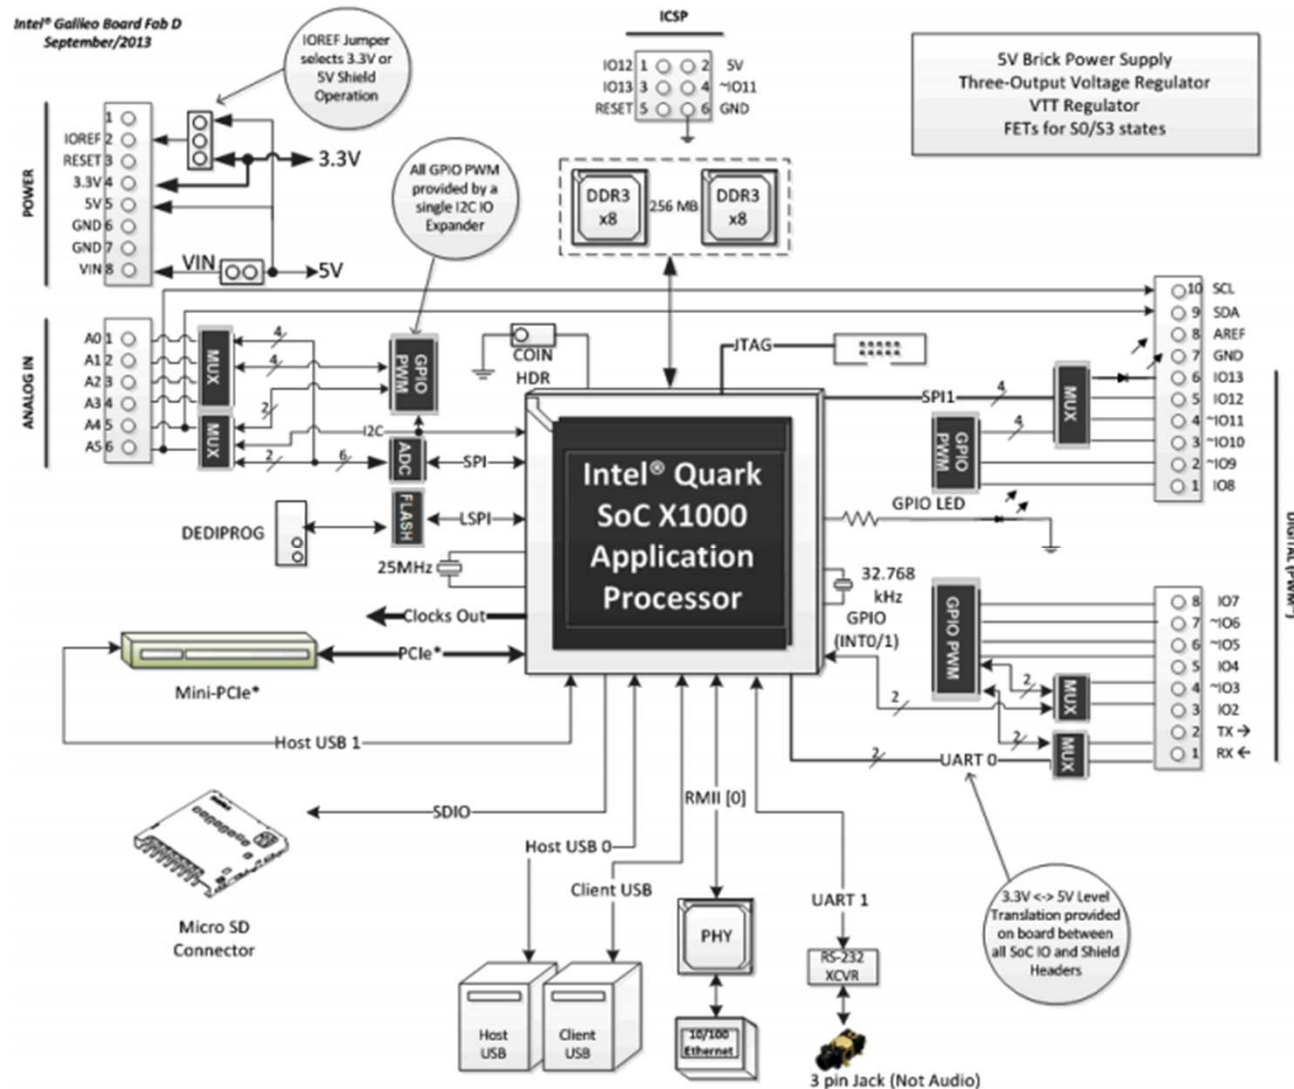 Intel® Galileo Board Fab D
September/2013
IOREF Jumper
selects 3.3V or
5V Shield
Operation
ICSP
IO12 1 2 5V
IO13 3 4 ~IO11
RESET 5 6 GND
5V Brick Power Supply
Three-Output Voltage Regulator
VTT Regulator
FETs for S0/S3 states
POWER
1
IOREF 2
RESET 3
3.3V 4
5V 5
GND 6
GND 7
VIN 8
3.3V
VIN
5V
All GPIO PWM
provided by a
single I2C IO
Expander
DDR3
x8
256 MB
DDR3
x8
ANALOG IN
A0 1
A1 2
A2 3
A3 4
A4 5
A5 6
MUX
MUX
4
4
2
2
6
GPIO
PWM
I2C
ADC
SPI
FLASH
LSPI
DEDIPROG
25MHz
COIN
HDR
JTAG
Intel® Quark
SoC X1000
Application
Processor
SPI1
4
MUX
GPIO
PWM
4
10 SCL
9 SDA
8 AREF
7 GND
6 IO13
5 IO12
4 ~IO11
3 ~IO10
2 ~IO9
1 IO8
GPIO LED
32.768
kHz
GPIO
(INT0/1)
GPIO PWM
2
2
MUX
2
MUX
2
UART 0
8 IO7
7 ~IO6
6 ~IO5
5 IO4
4 ~IO3
3 IO2
2 TX →
1 RX ←
DIGITAL (PWM~)
Clocks Out
PCIe*
Mini-PCIe*
Host USB 1
SDIO
Micro SD
Connector
Host USB 0
Client USB
RMII [0]
UART 1
Host
USB
Client
USB
PHY
10/100
Ethernet
RS-232
XCVR
3 pin Jack (Not Audio)
3.3V <-> 5V Level
Translation provided
on board between
all SoC IO and Shield
Headers